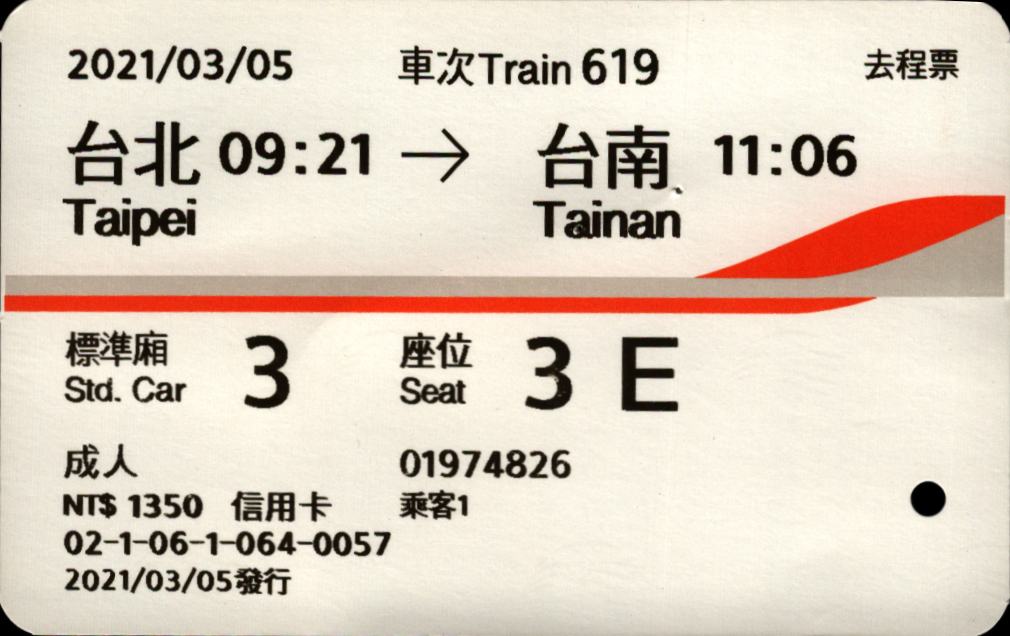 2021/03/05 車次Train 619 去程票
台北 09:21 → 台南 11:06
Taipei Tainan
標準廂 3 座位 3 E
Std. Car Seat
成人 01974826
NT$ 1350 信用卡 乘客1
02-1-06-1-064-0057
2021/03/05發行